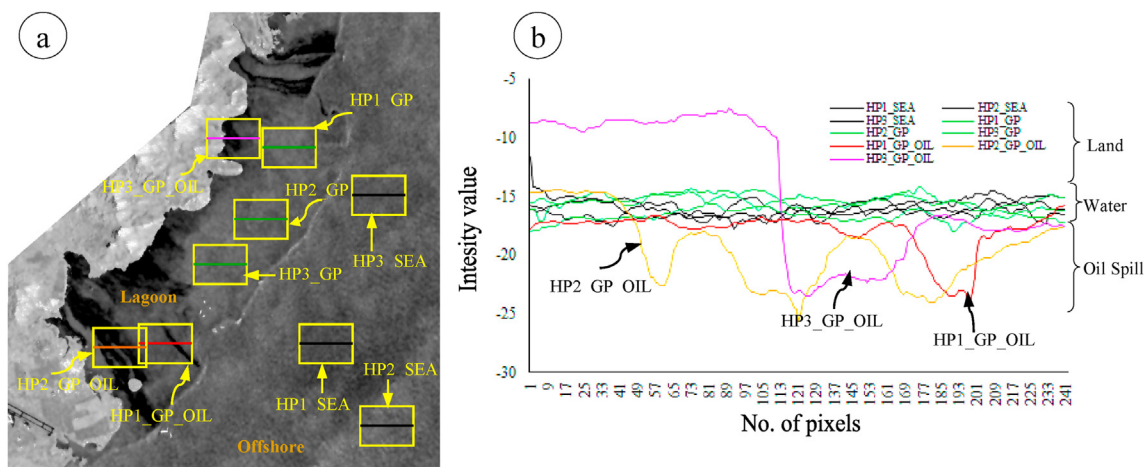 a
HP1_GP
HP3_GP_OIL
HP2_GP
HP3_SEA
HP3_GP
Lagoon
HP2_GP_OIL
HP1_GP_OIL
HP1_SEA
HP2_SEA
Offshore
b
Intesity value
-5
-10
-15
-20
-25
-30
HP1_SEA HP2_SEA
HP3_SEA HP1_GP
HP2_GP HP3_GP
HP1_GP_OIL HP2_GP_OIL
HP3_GP_OIL
Land
Water
Oil Spill
HP2_GP_OIL
HP3_GP_OIL
HP1_GP_OIL
1 9 17 25 33 41 49 57 65 73 81 89 97 105 113 121 129 137 145 153 161 169 177 185 193 201 209 217 225 233 241
No. of pixels